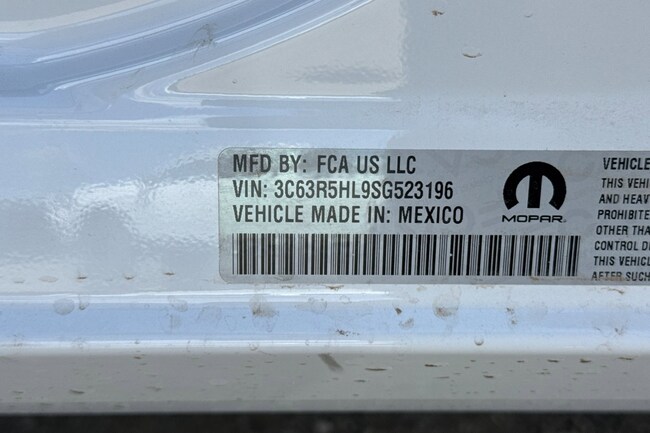 MFD BY: FCA US LLC
VIN: 3C63R5HL9SG523196
VEHICLE MADE IN: MEXICO
MOPAR
VEHICLE
THIS VEHI
AND HEAV
PROHIBITE
OTHER THA
CONTROL D
THIS VEHICL
AFTER SUCH